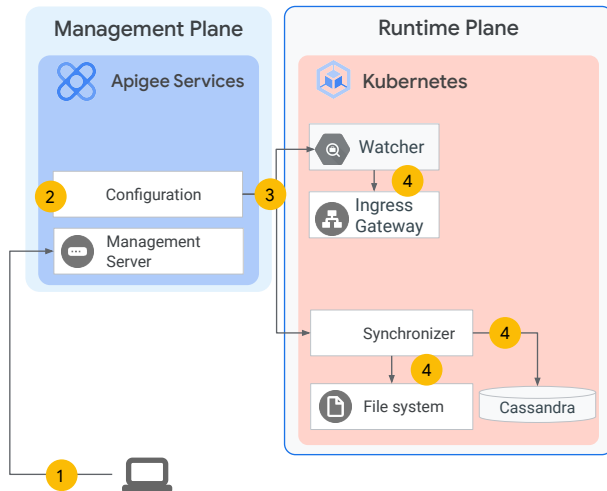 Management Plane
Apigee Services
2
Configuration
3
Management
Server
1
Runtime Plane
Kubernetes
Watcher
4
Ingress
Gateway
Synchronizer
4
4
File system
Cassandra